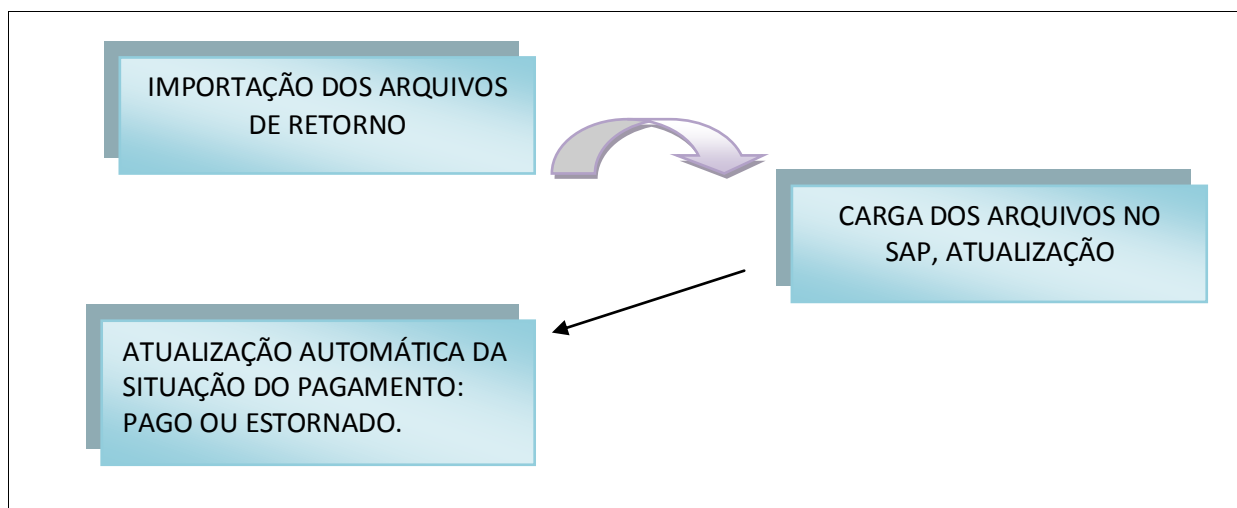 IMPORTAÇÃO DOS ARQUIVOS
DE RETORNO
CARGA DOS ARQUIVOS NO
SAP, ATUALIZAÇÃO
ATUALIZAÇÃO AUTOMÁTICA DA
SITUAÇÃO DO PAGAMENTO:
PAGO OU ESTORNADO.